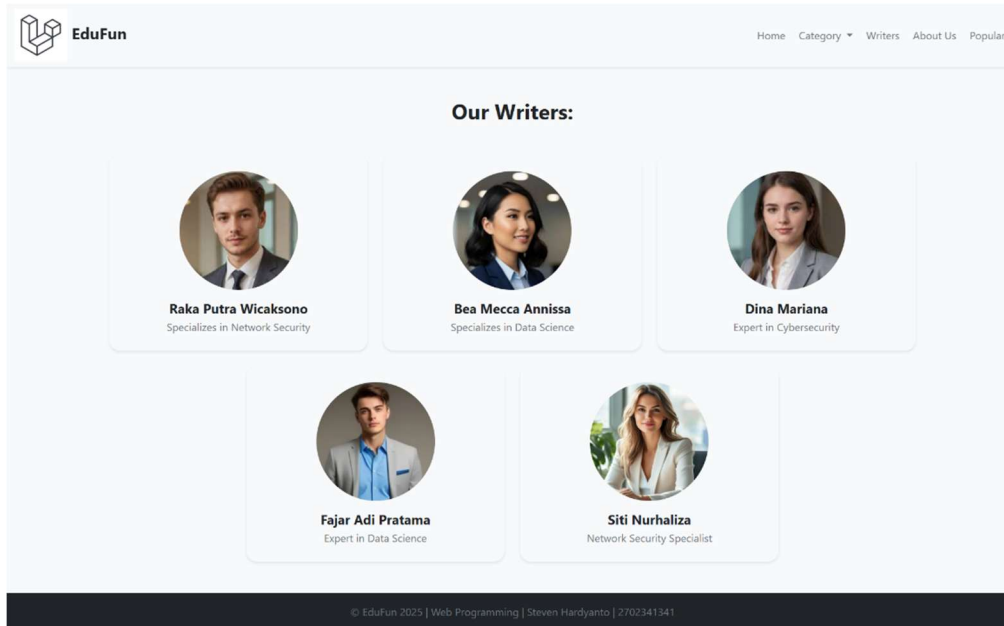 EduFun
Home Category Writers About Us Popular
Our Writers:
Raka Putra Wicaksono
Specializes in Network Security
Bea Mecca Annissa
Specializes in Data Science
Dina Mariana
Expert in Cybersecurity
Fajar Adi Pratama
Expert in Data Science
Siti Nurhaliza
Network Security Specialist
© EduFun 2025 | Web Programming | Steven Hardyanto | 2702341341